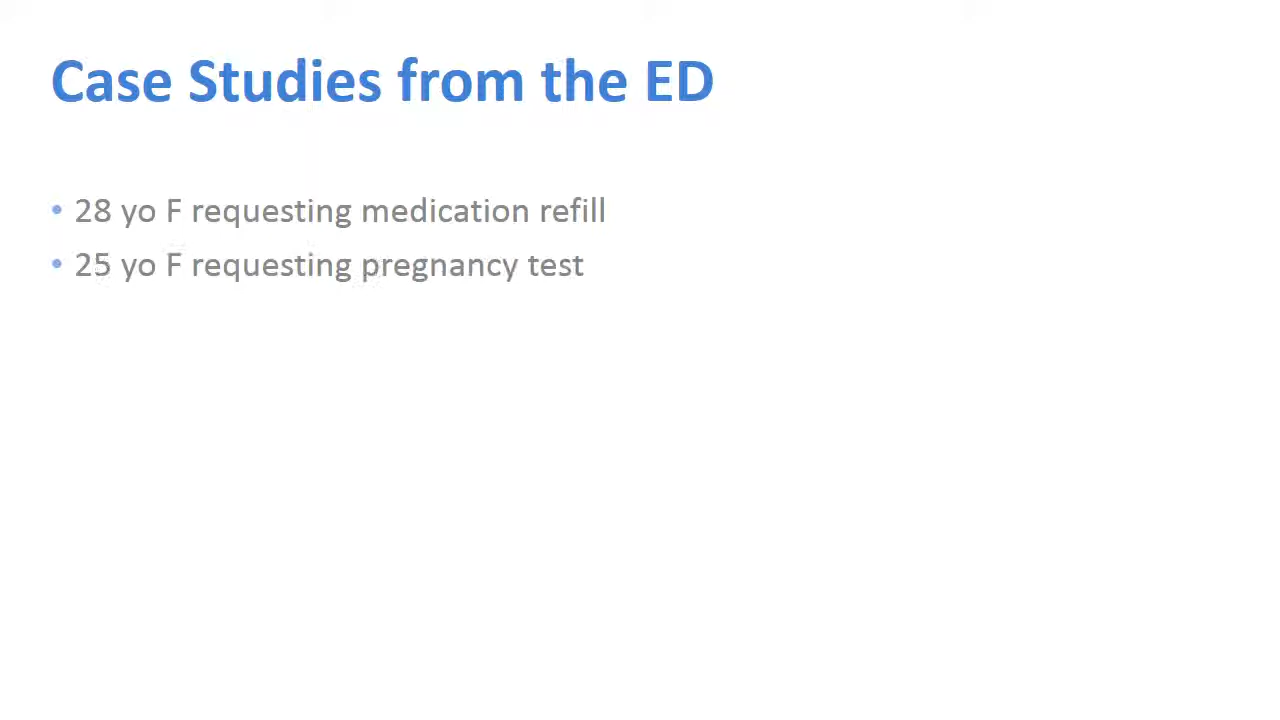 Case Studies from the ED
• 28 yo F requesting medication refill
• 25 yo F requesting pregnancy test